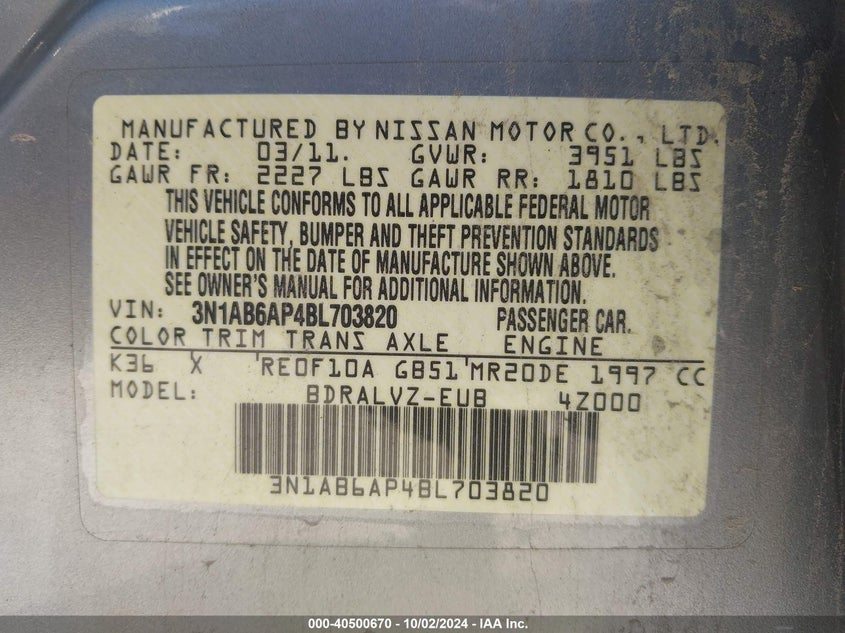 MANUFACTURED BY NISSAN MOTOR CO., LTD.
DATE: 03/11. GVWR: 3951 LBS
GAWR FR: 2227 LBS GAWR RR: 1810 LBS
THIS VEHICLE CONFORMS TO ALL APPLICABLE FEDERAL MOTOR
VEHICLE SAFETY, BUMPER AND THEFT PREVENTION STANDARDS
IN EFFECT ON THE DATE OF MANUFACTURE SHOWN ABOVE.
SEE OWNER'S MANUAL FOR ADDITIONAL INFORMATION.
VIN: 3N1AB6AP4BL703820 PASSENGER CAR.
COLOR TRIM TRANS AXLE ENGINE
K36 X RE0F10A GB51 MR20DE 1997 CC
MODEL: BDRALVZ-EUB 4Z000
3N1AB6AP4BL703820
000-40500670 - 10/02/2024 - IAA Inc.